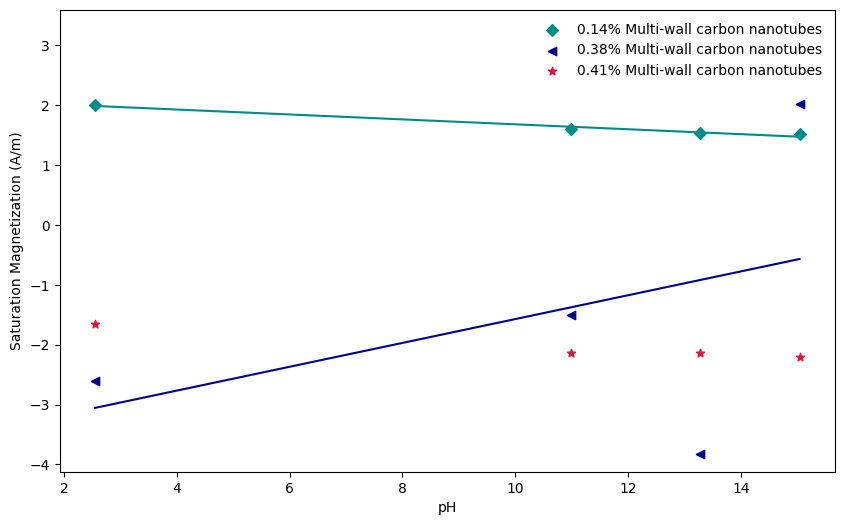 0.14% Multi-wall carbon nanotubes
0.38% Multi-wall carbon nanotubes
0.41% Multi-wall carbon nanotubes
3
2
1
0
−1
−2
−3
−4
Saturation Magnetization (A/m)
2 4 6 8 10 12 14
pH